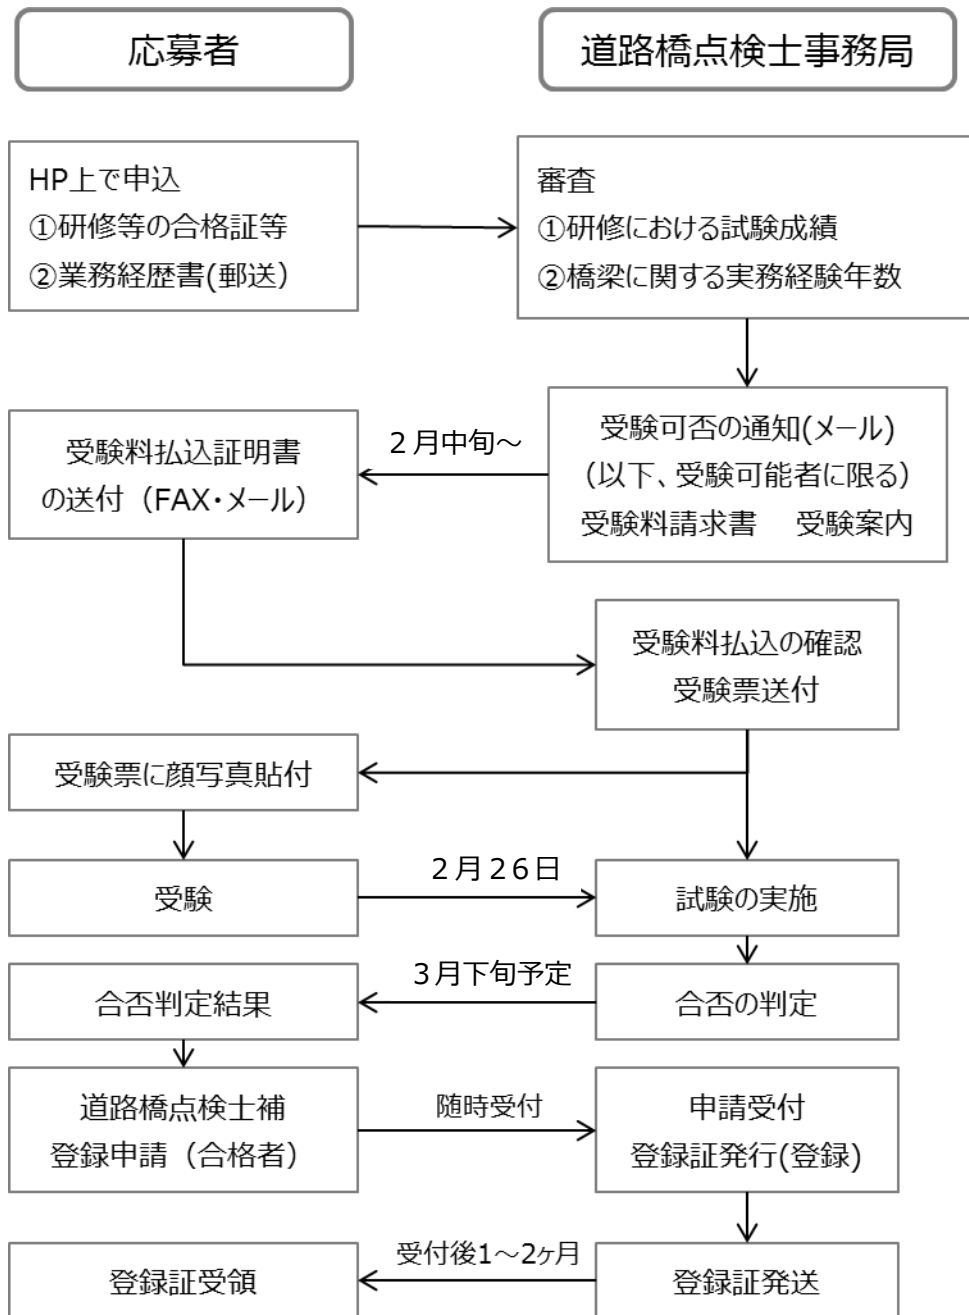 応募者
道路橋点検士事務局
HP上で申込
①研修等の合格証等
②業務経歴書(郵送）
審査
①研修における試験成績
②橋梁に関する実務経験年数
受験可否の通知(メール)
（以下、受験可能者に限る）
受験料請求書　受験案内
２月中旬～
受験料払込証明書
の送付（FAX・メール）
受験料払込の確認
受験票送付
受験票に顔写真貼付
受験
２月２６日
試験の実施
合否の判定
３月下旬予定
合否判定結果
道路橋点検士補
登録申請（合格者）
随時受付
申請受付
登録証発行(登録)
登録証発送
受付後1～2ヶ月
登録証受領